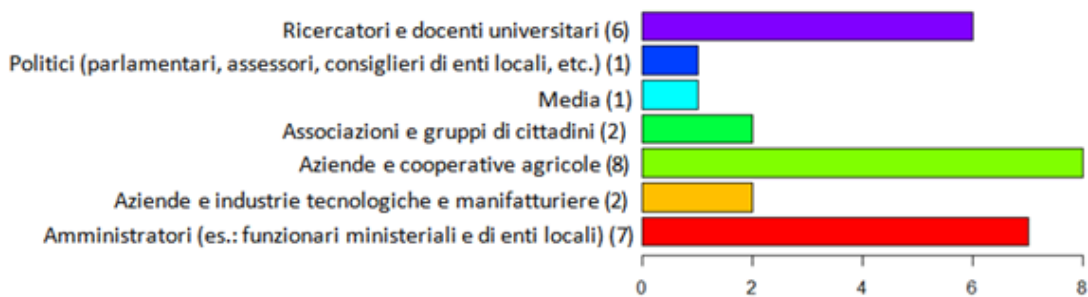 Ricercatori e docenti universitari (6)
Politici (parlamentari, assessori, consiglieri di enti locali, etc.) (1)
Media (1)
Associazioni e gruppi di cittadini (2)
Aziende e cooperative agricole (8)
Aziende e industrie tecnologiche e manifatturiere (2)
Amministratori (es.: funzionari ministeriali e di enti locali) (7)
0 2 4 6 8